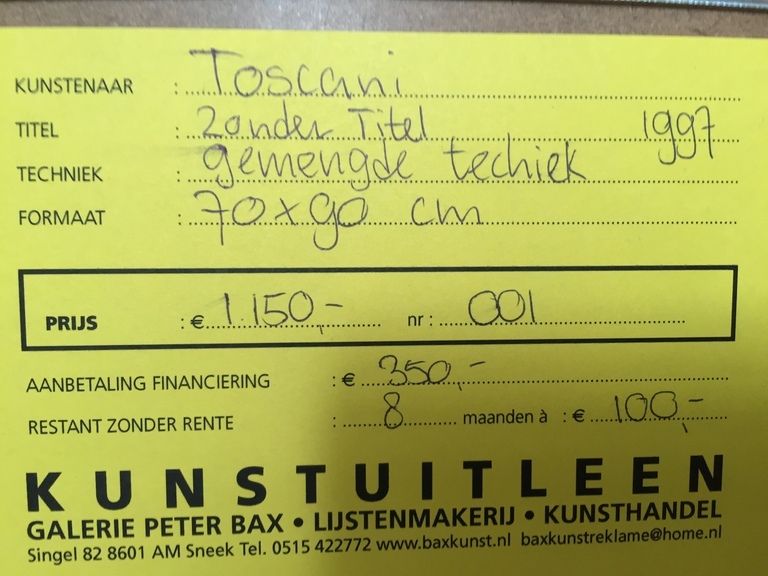 KUNSTENAAR : Toscani
TITEL : Zonder Titel 1997
TECHNIEK : gemengde techiek
FORMAAT : 70 x 90 cm
PRIJS : € 1.150,- nr : 001
AANBETALING FINANCIERING : € 350,-
RESTANT ZONDER RENTE : 8 maanden à : € 100,-
KUNSTUITLEEN
GALERIE PETER BAX • LIJSTENMAKERIJ • KUNSTHANDEL
Singel 82 8601 AM Sneek Tel. 0515 422772 www.baxkunst.nl baxkunstreklame@home.nl